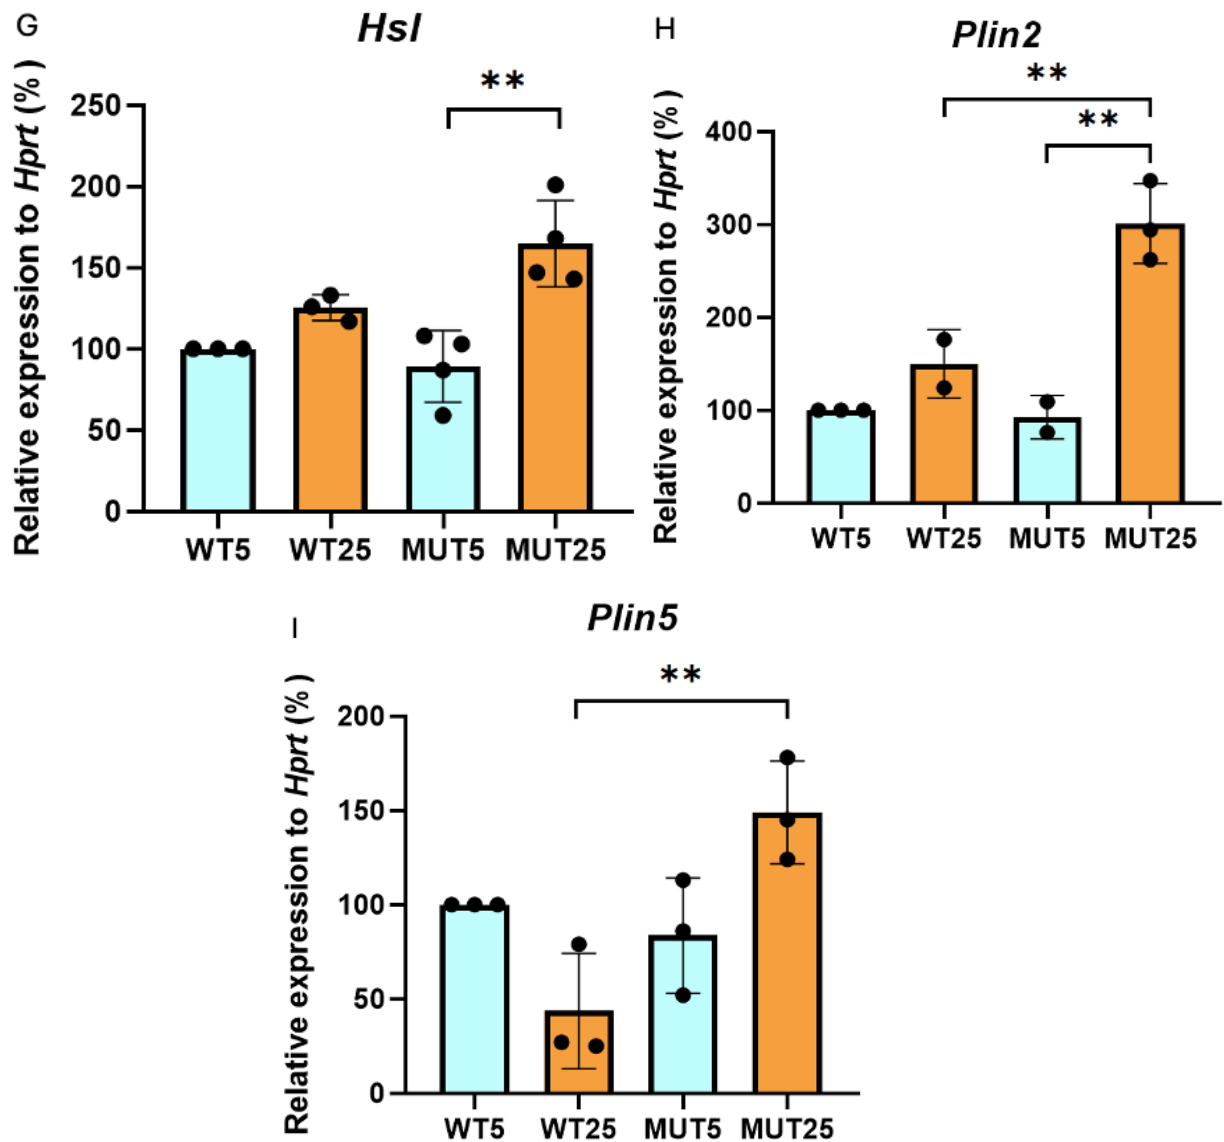 G
Hsl
**
Relative expression to Hprt (%)
250
200
150
100
50
0
WT5 WT25 MUT5 MUT25
H
Plin2
**
**
Relative expression to Hprt (%)
400
300
200
100
0
WT5 WT25 MUT5 MUT25
I
Plin5
**
Relative expression to Hprt (%)
200
150
100
50
0
WT5 WT25 MUT5 MUT25